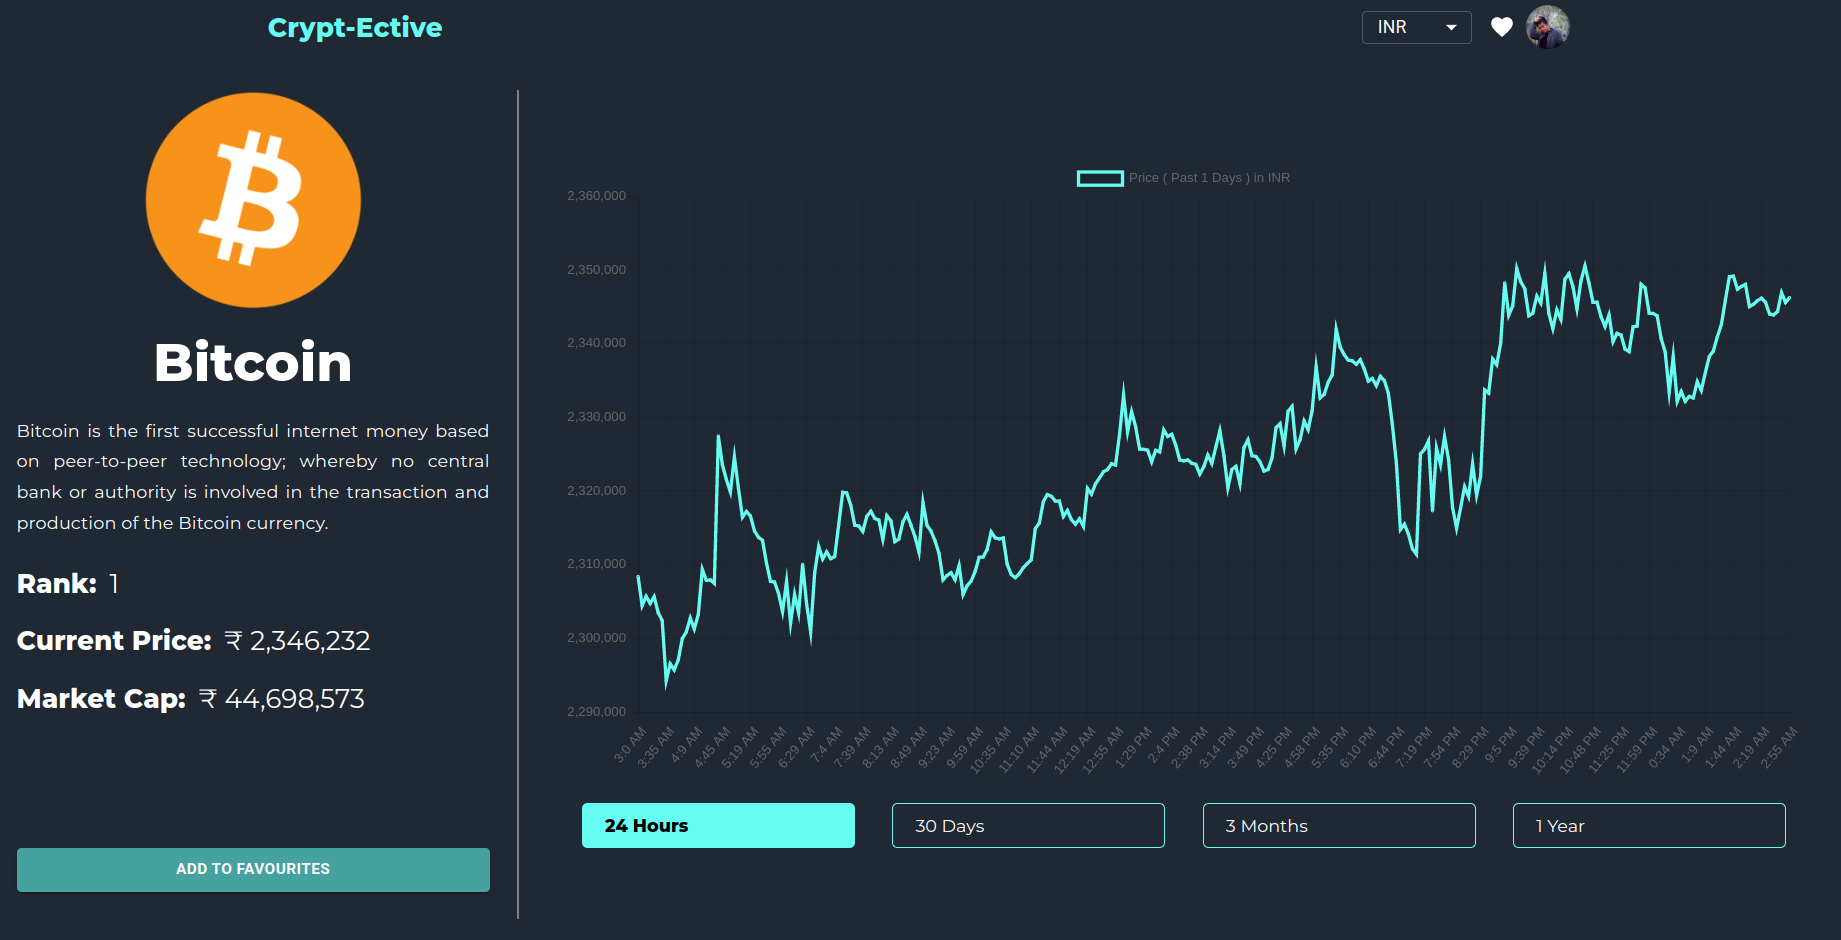 Crypt-Ective
INR
Bitcoin
Bitcoin is the first successful internet money based
on peer-to-peer technology; whereby no central
bank or authority is involved in the transaction and
production of the Bitcoin currency.
Rank: 1
Current Price: ₹ 2,346,232
Market Cap: ₹ 44,698,573
ADD TO FAVOURITES
Price ( Past 1 Days ) in INR
2,360,000
2,350,000
2,340,000
2,330,000
2,320,000
2,310,000
2,300,000
2,290,000
3:0 AM
3:35 AM
4:9 AM
4:45 AM
5:19 AM
5:55 AM
6:29 AM
7:4 AM
7:39 AM
8:13 AM
8:49 AM
9:23 AM
9:59 AM
10:35 AM
11:10 AM
11:44 AM
12:19 AM
12:55 AM
1:29 PM
2:4 PM
2:38 PM
3:14 PM
3:49 PM
4:25 PM
4:58 PM
5:35 PM
6:10 PM
6:44 PM
7:19 PM
7:54 PM
8:29 PM
9:5 PM
9:39 PM
10:14 PM
10:48 PM
11:25 PM
11:59 PM
0:34 AM
1:9 AM
1:44 AM
2:19 AM
2:55 AM
24 Hours
30 Days
3 Months
1 Year